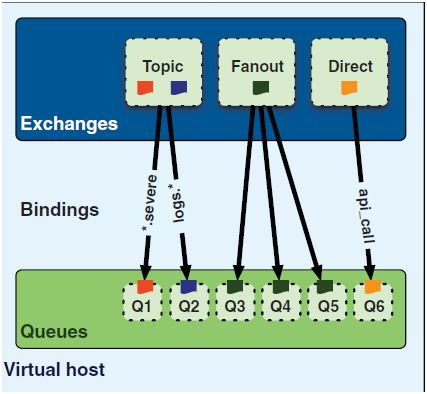 Topic Fanout Direct
Exchanges
Bindings
*.severe
logs.*
api_call
Q1 Q2 Q3 Q4 Q5 Q6
Queues
Virtual host